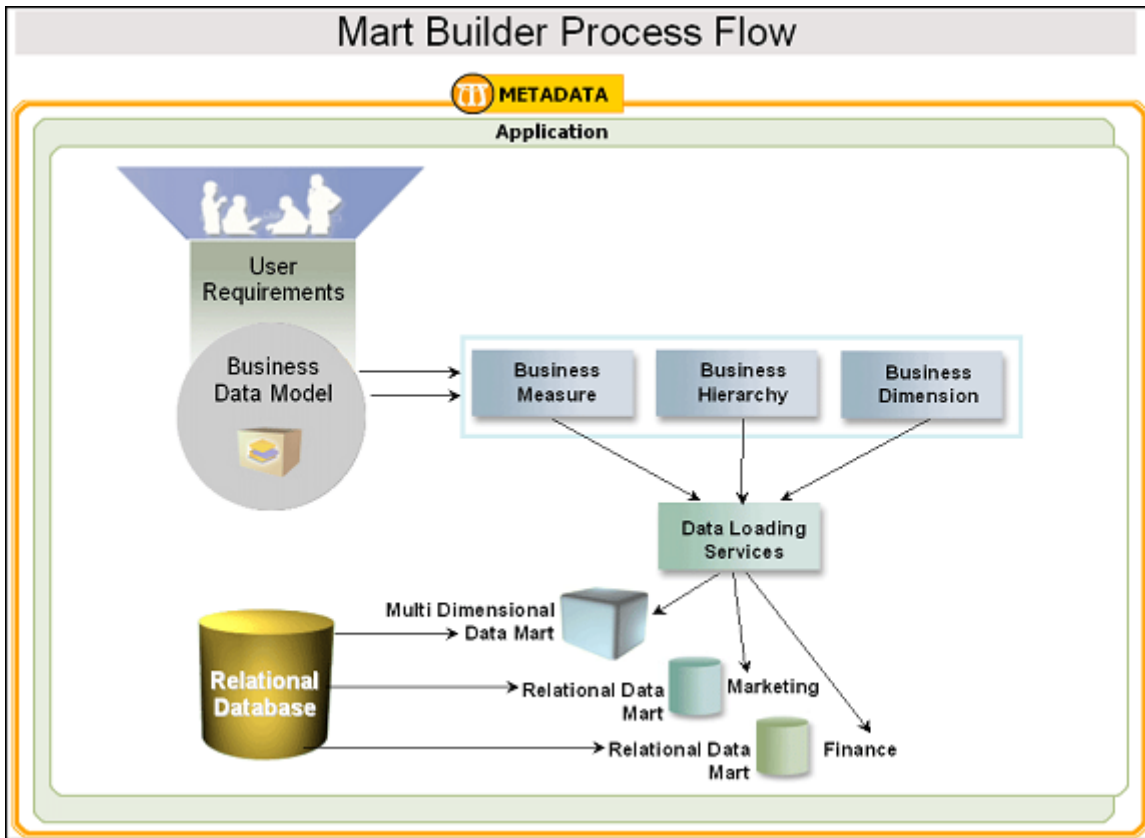 Mart Builder Process Flow
METADATA
Application
User
Requirements
Business
Data Model
Business
Measure
Business
Hierarchy
Business
Dimension
Data Loading
Services
Multi Dimensional
Data Mart
Relational
Database
Relational Data
Mart
Marketing
Relational Data
Mart
Finance